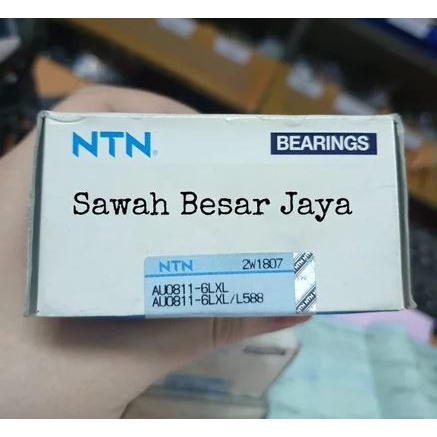 NTN
BEARINGS
Sawah Besar Jaya
NTN 2W1807
AU0811-6LXL
AU0811-6LXL/L588